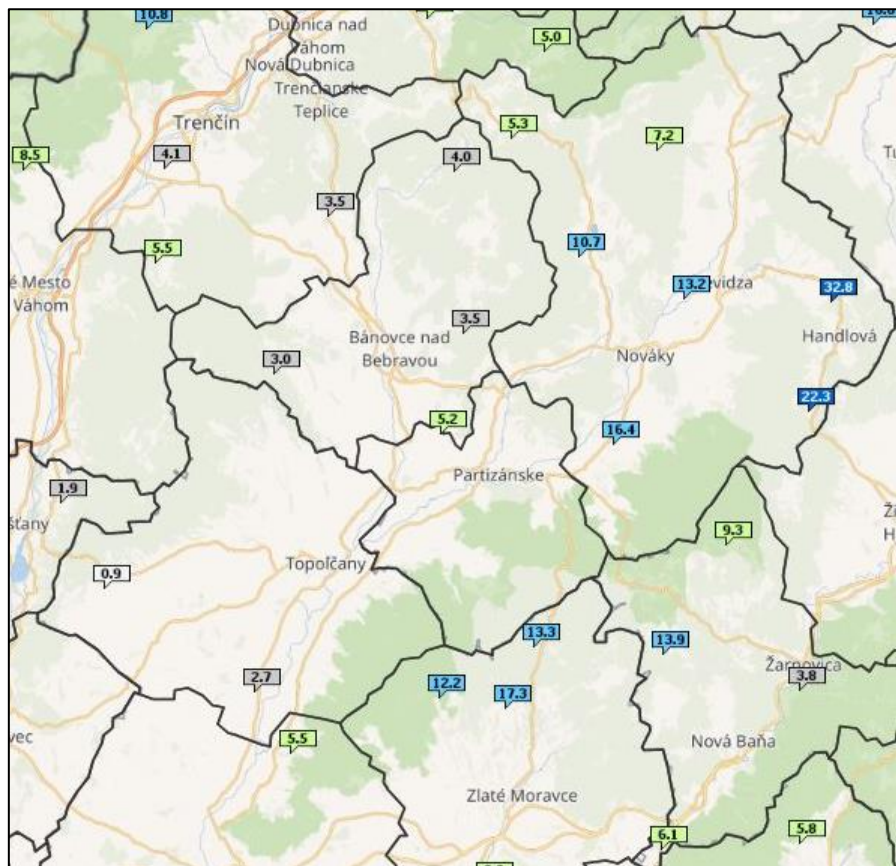 10.8
Dubnica nad
Váhom
5.0
Nová Dubnica
Trenčianske
Teplice
Trenčín
5.3
7.2
8.5
4.1
4.0
3.5
5.5
10.7
é Mesto
Váhom
13.2
evidza
32.8
3.5
Bánovce nad
Bebravou
3.0
Handlová
Nováky
22.3
5.2
16.4
Partizánske
1.9
šťany
9.3
0.9
Topoľčany
13.3
13.9
Žarnovica
3.8
2.7
12.2
17.3
vec
5.5
Nová Baňa
Zlaté Moravce
6.1
5.8